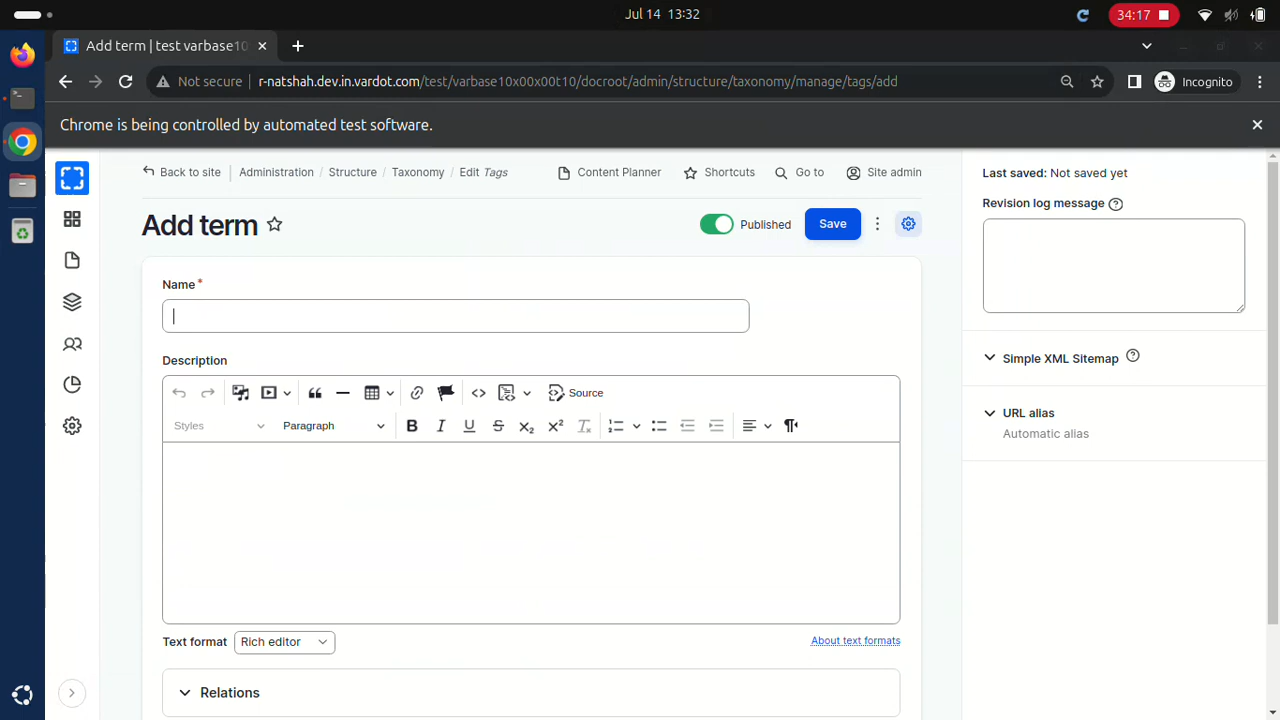 Jul 14 13:32
34:17
Add term | test varbase10
Not secure r-natshah.dev.in.vardot.com/test/varbase10x00x00t10/docroot/admin/structure/taxonomy/manage/tags/add
Incognito
Chrome is being controlled by automated test software.
Back to site Administration / Structure / Taxonomy / Edit Tags Content Planner Shortcuts Go to Site admin
Add term Published Save
Name*
Description
Source
Styles Paragraph
Text format Rich editor About text formats
Relations
Last saved: Not saved yet
Revision log message
Simple XML Sitemap
URL alias
Automatic alias